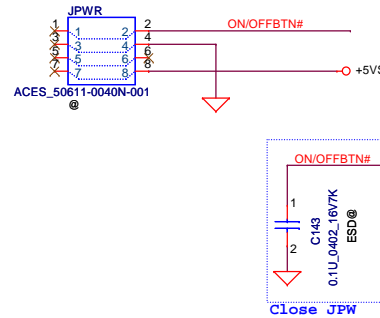 JPWR
1 2 ON/OFFBTN#
1 2
3 4
3 4
5 6
5 6
7 8
7 8 +5VS
ACES_50611-0040N-001
@
ON/OFFBTN#
1
C143
0.1U_0402_16V7K
ESD@
2
Close JPW